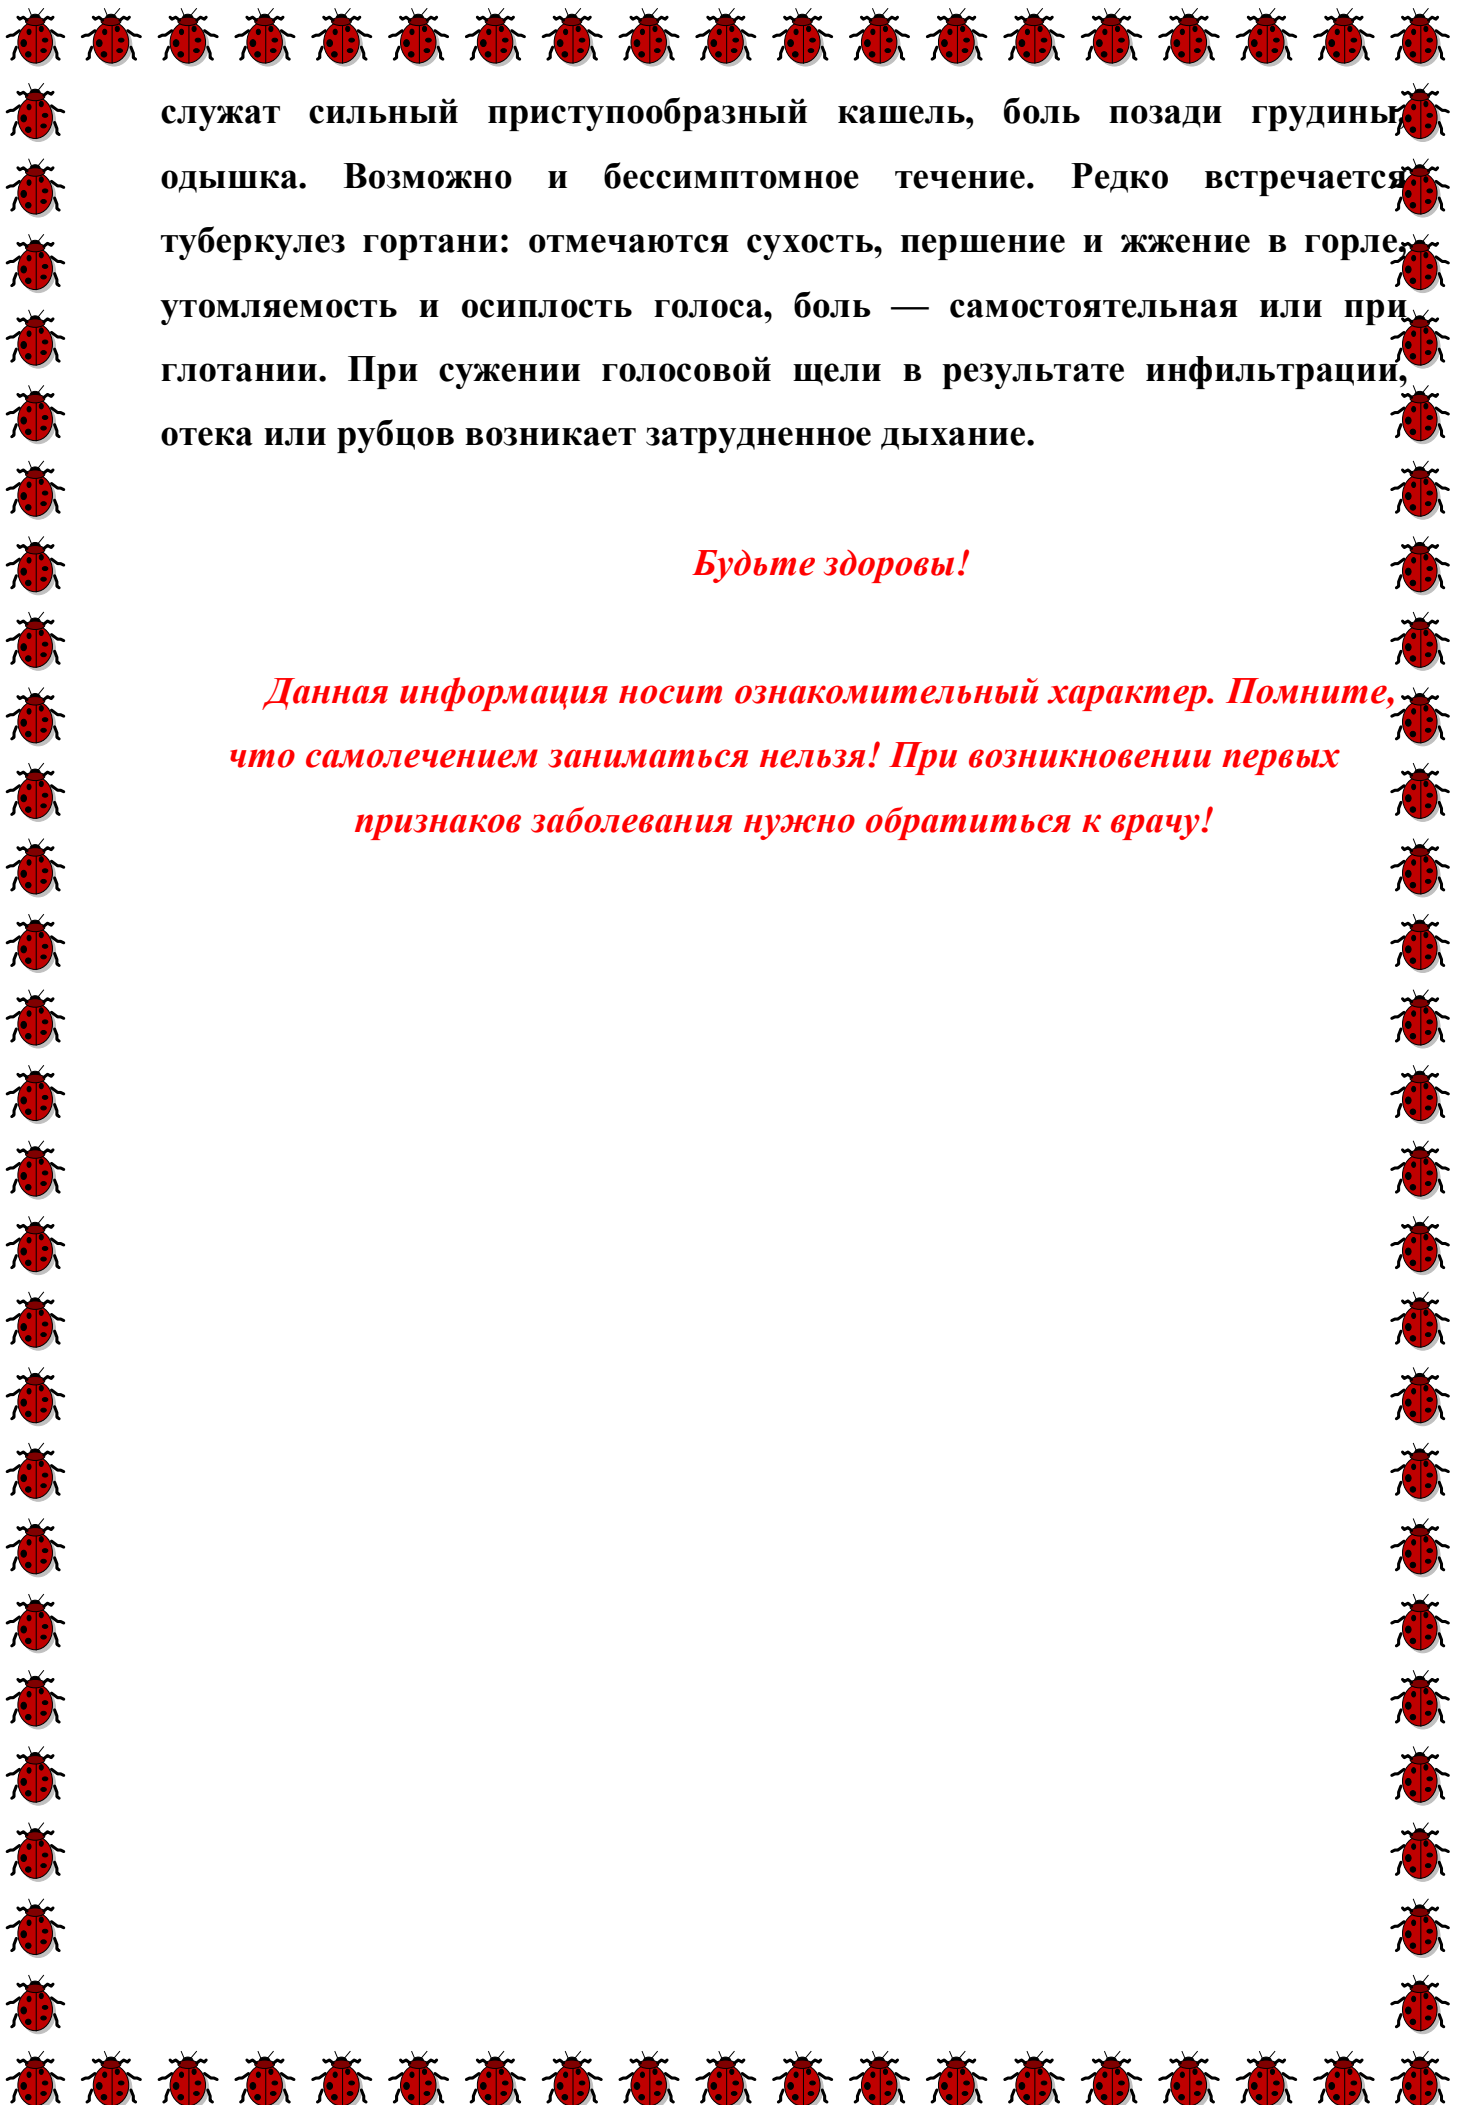 служат сильный приступообразный кашель, боль позади грудины,
одышка. Возможно и бессимптомное течение. Редко встречается
туберкулез гортани: отмечаются сухость, першение и жжение в горле,
утомляемость и осиплость голоса, боль — самостоятельная или при
глотании. При сужении голосовой щели в результате инфильтрации,
отека или рубцов возникает затрудненное дыхание.
Будьте здоровы!
Данная информация носит ознакомительный характер. Помните,
что самолечением заниматься нельзя! При возникновении первых
признаков заболевания нужно обратиться к врачу!